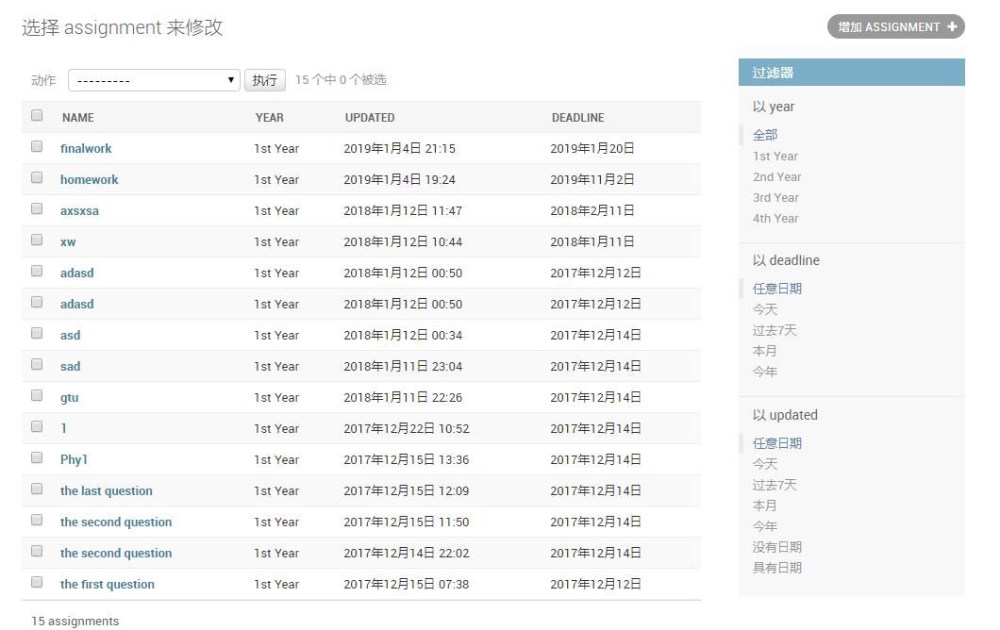 选择 assignment 来修改
增加 ASSIGNMENT
动作 --------- 执行 15 个中 0 个被选
NAME YEAR UPDATED DEADLINE
finalwork 1st Year 2019年1月4日 21:15 2019年1月20日
homework 1st Year 2019年1月4日 19:24 2019年11月2日
axsxsa 1st Year 2018年1月12日 11:47 2018年2月11日
xw 1st Year 2018年1月12日 10:44 2018年1月11日
adasd 1st Year 2018年1月12日 00:50 2017年12月12日
adasd 1st Year 2018年1月12日 00:50 2017年12月12日
asd 1st Year 2018年1月12日 00:34 2017年12月14日
sad 1st Year 2018年1月11日 23:04 2017年12月14日
gtu 1st Year 2018年1月11日 22:26 2017年12月14日
1 1st Year 2017年12月22日 10:52 2017年12月14日
Phy1 1st Year 2017年12月15日 13:36 2017年12月14日
the last question 1st Year 2017年12月15日 12:09 2017年12月14日
the second question 1st Year 2017年12月15日 11:50 2017年12月14日
the second question 1st Year 2017年12月14日 22:02 2017年12月14日
the first question 1st Year 2017年12月15日 07:38 2017年12月12日
15 assignments
过滤器
以 year
全部
1st Year
2nd Year
3rd Year
4th Year
以 deadline
任意日期
今天
过去7天
本月
今年
以 updated
任意日期
今天
过去7天
本月
今年
没有日期
具有日期